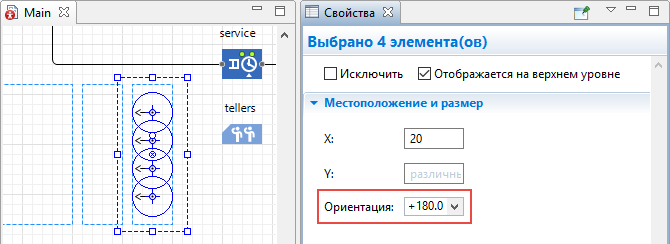 Main
service
tellers
Свойства
Выбрано 4 элемента(ов)
Исключить
Отображается на верхнем уровне
Местоположение и размер
X:
20
Y:
различны
Ориентация:
+180.0